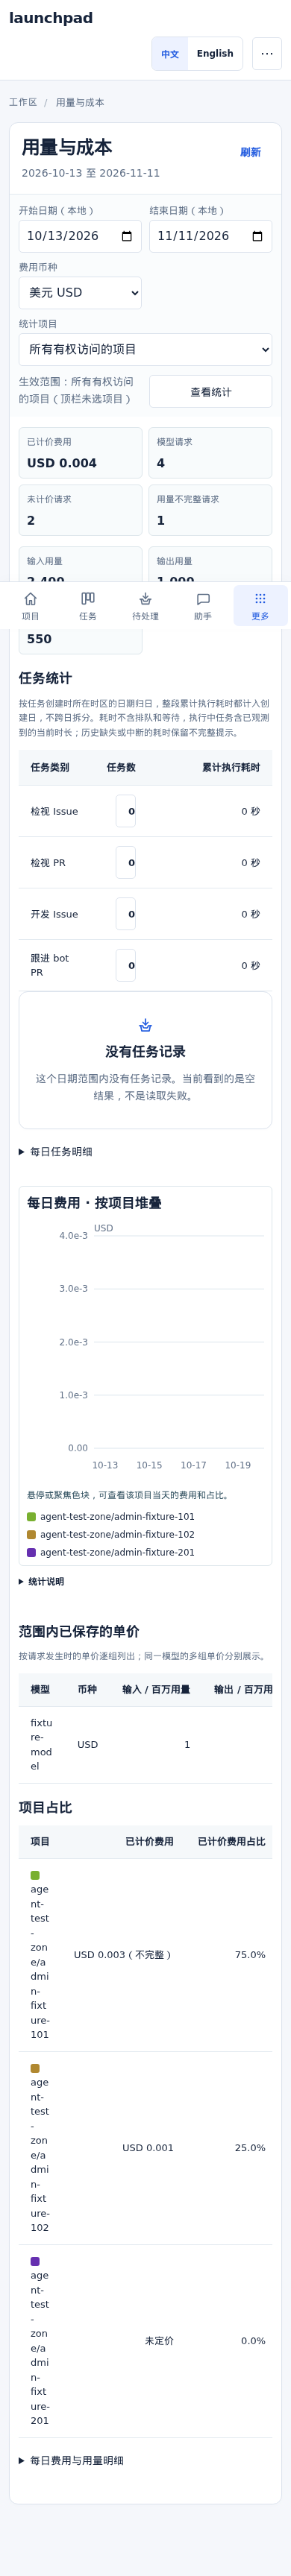 launchpad
中文 English ...
工作区 / 用量与成本
用量与成本
刷新
2026-10-13 至 2026-11-11
开始日期（本地） 结束日期（本地）
10/13/2026 11/11/2026
费用币种
美元 USD
统计项目
所有有权访问的项目
生效范围：所有有权访问
的项目（顶栏未选项目）
查看统计
已计价费用 模型请求
USD 0.004 4
未计价请求 用量不完整请求
2 1
输入用量 输出用量
项目 任务 待处理 助手 更多
550
任务统计
按任务创建时所在时区的日期归日，整段累计执行耗时都计入创
建日，不跨日拆分。耗时不含排队和等待，执行中任务含已观测
到的当前时长；历史缺失或中断的耗时保留不完整提示。
任务类别 任务数 累计执行耗时
检视 Issue 0 0 秒
检视 PR 0 0 秒
开发 Issue 0 0 秒
跟进 bot
PR 0 0 秒
没有任务记录
这个日期范围内没有任务记录。当前看到的是空
结果，不是读取失败。
▶ 每日任务明细
每日费用 · 按项目堆叠
USD
4.0e-3
3.0e-3
2.0e-3
1.0e-3
0.00
10-13 10-15 10-17 10-19
悬停或聚焦色块，可查看该项目当天的费用和占比。
agent-test-zone/admin-fixture-101
agent-test-zone/admin-fixture-102
agent-test-zone/admin-fixture-201
▶ 统计说明
范围内已保存的单价
按请求发生时的单价逐组列出；同一模型的多组单价分别展示。
模型 币种 输入 / 百万用量 输出 / 百万用
fixtu
re-
mod
el
USD 1
项目占比
项目 已计价费用 已计价费用占比
age
nt-
test
-
zon
e/a
dmi
n-
fixt
ure-
101
USD 0.003（不完整） 75.0%
age
nt-
test
-
zon
e/a
dmi
n-
fixt
ure-
102
USD 0.001 25.0%
age
nt-
test
-
zon
e/a
dmi
n-
fixt
ure-
201
未定价 0.0%
▶ 每日费用与用量明细